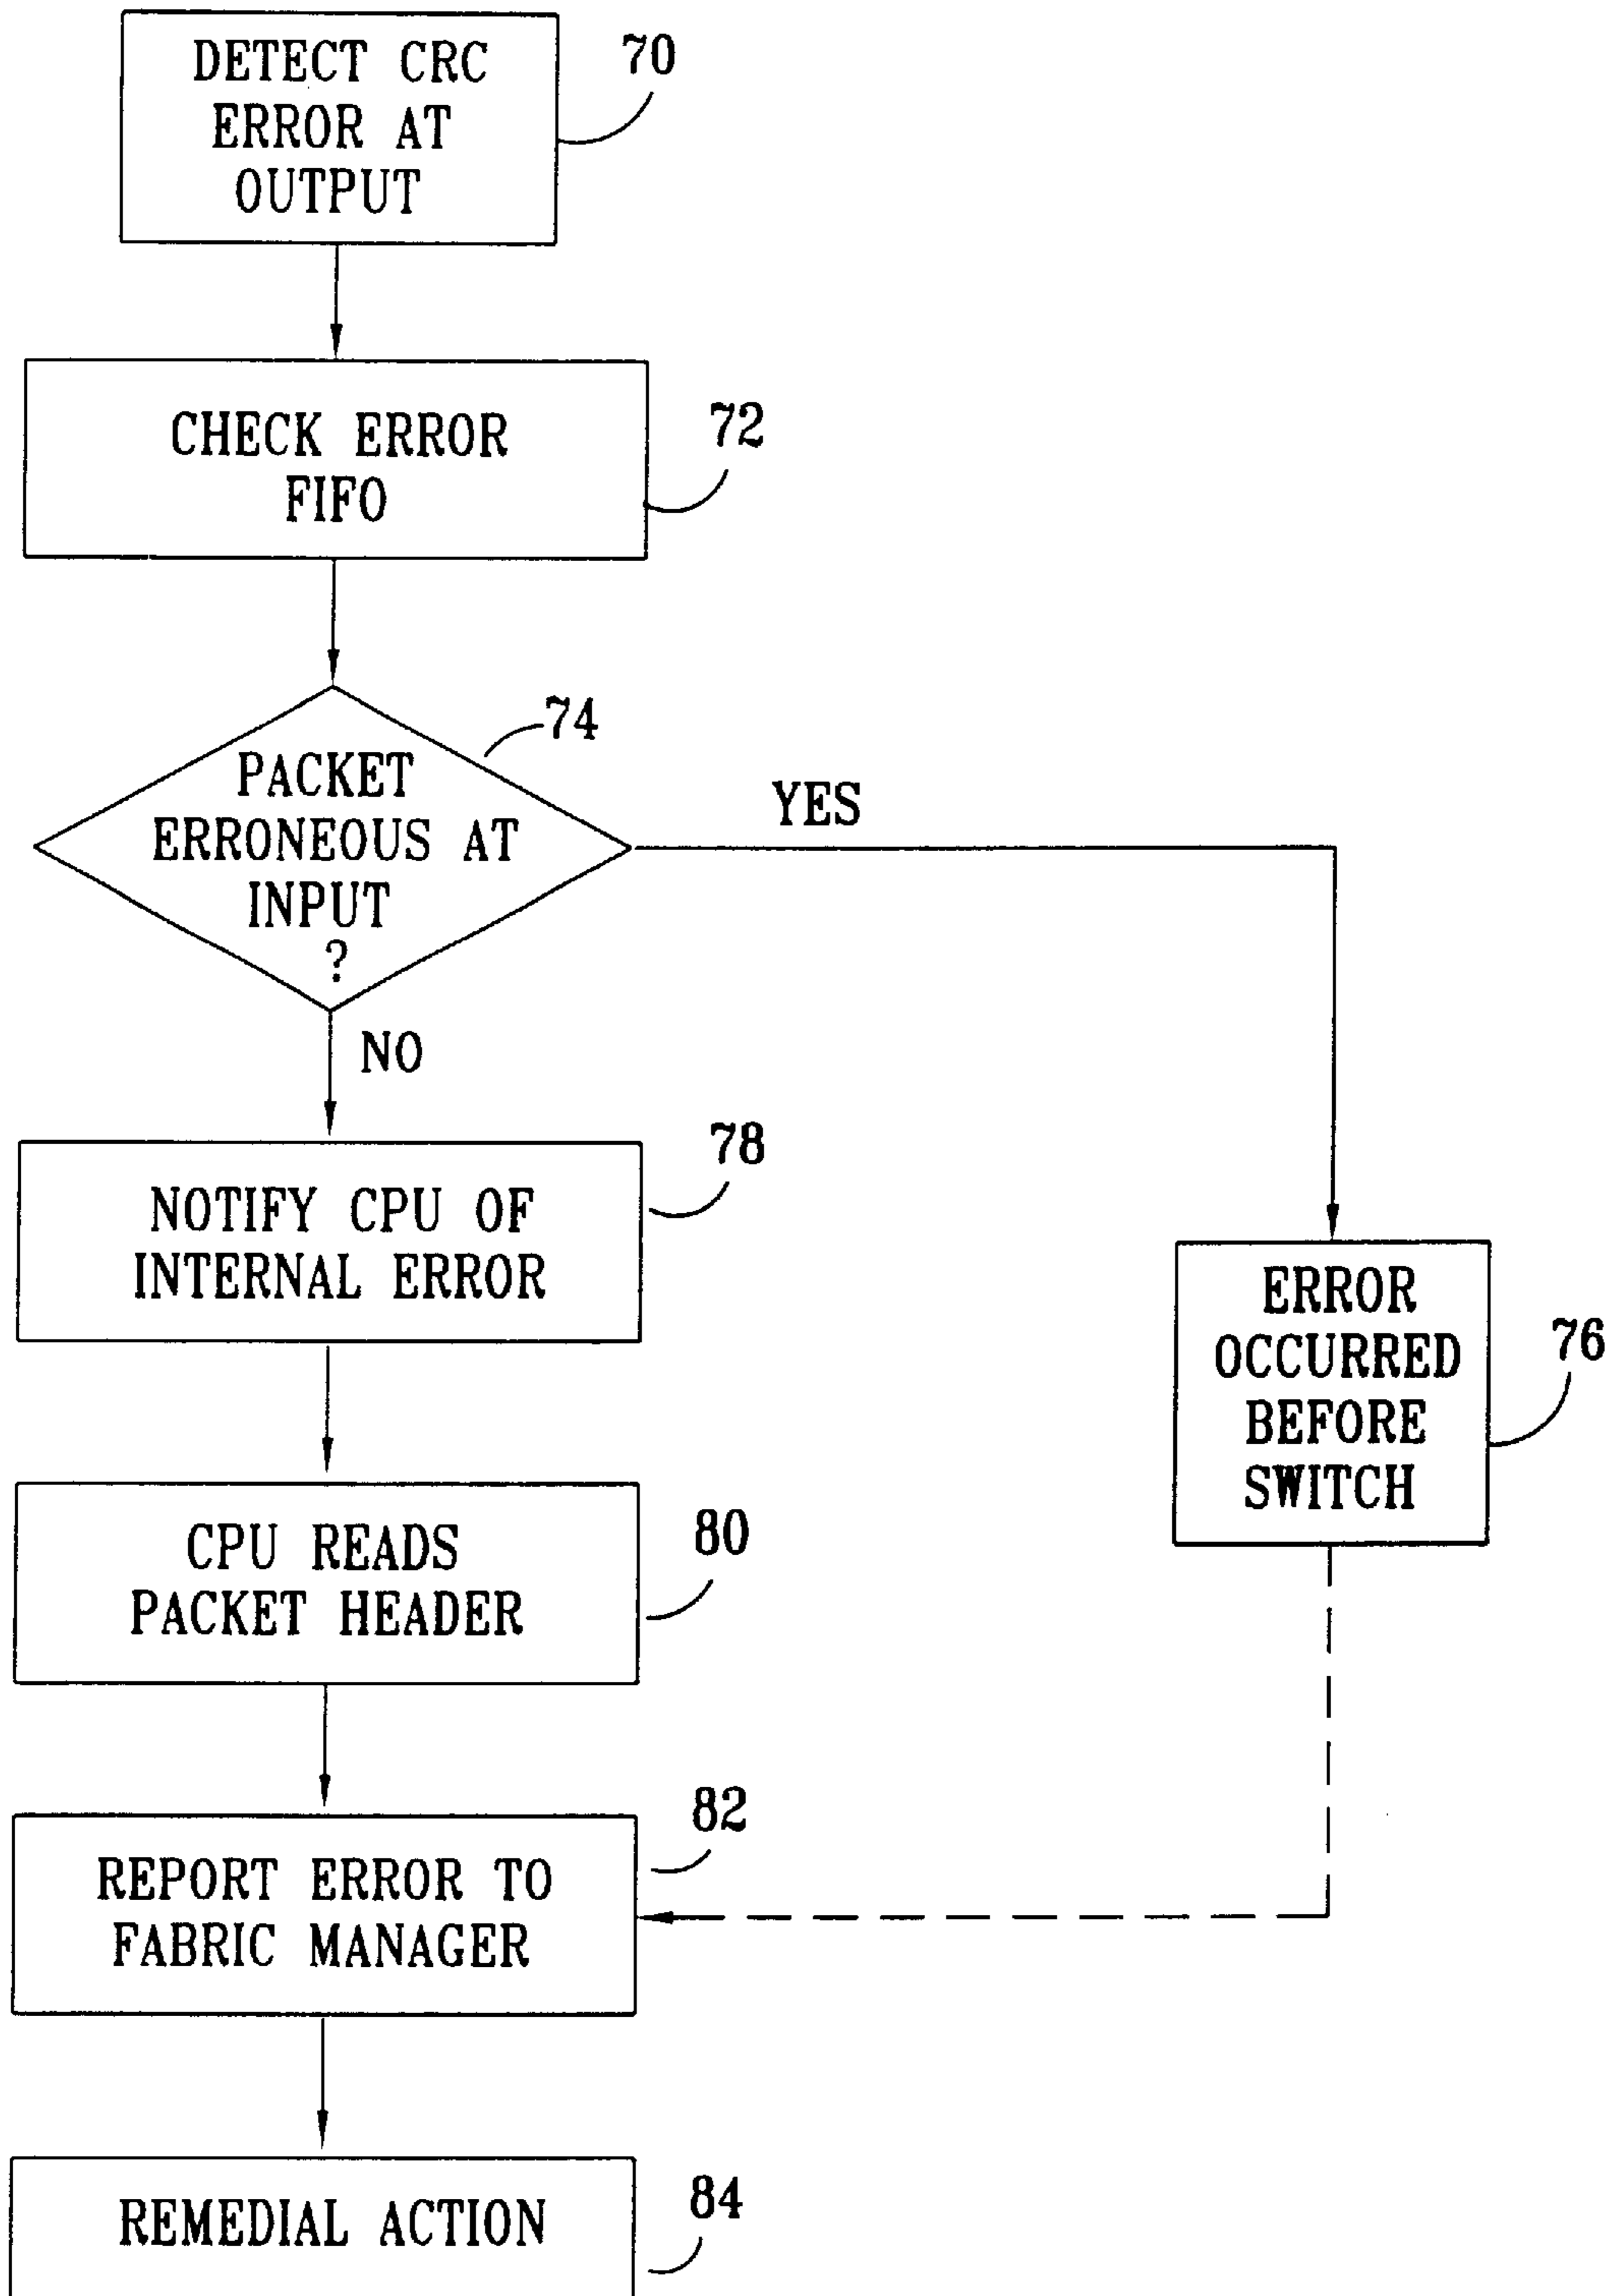 DETECT CRC
ERROR AT
OUTPUT
70
CHECK ERROR
FIFO
72
PACKET
ERRONEOUS AT
INPUT
?
74
YES
NO
NOTIFY CPU OF
INTERNAL ERROR
78
ERROR
OCCURRED
BEFORE
SWITCH
76
CPU READS
PACKET HEADER
80
REPORT ERROR TO
FABRIC MANAGER
82
REMEDIAL ACTION
84